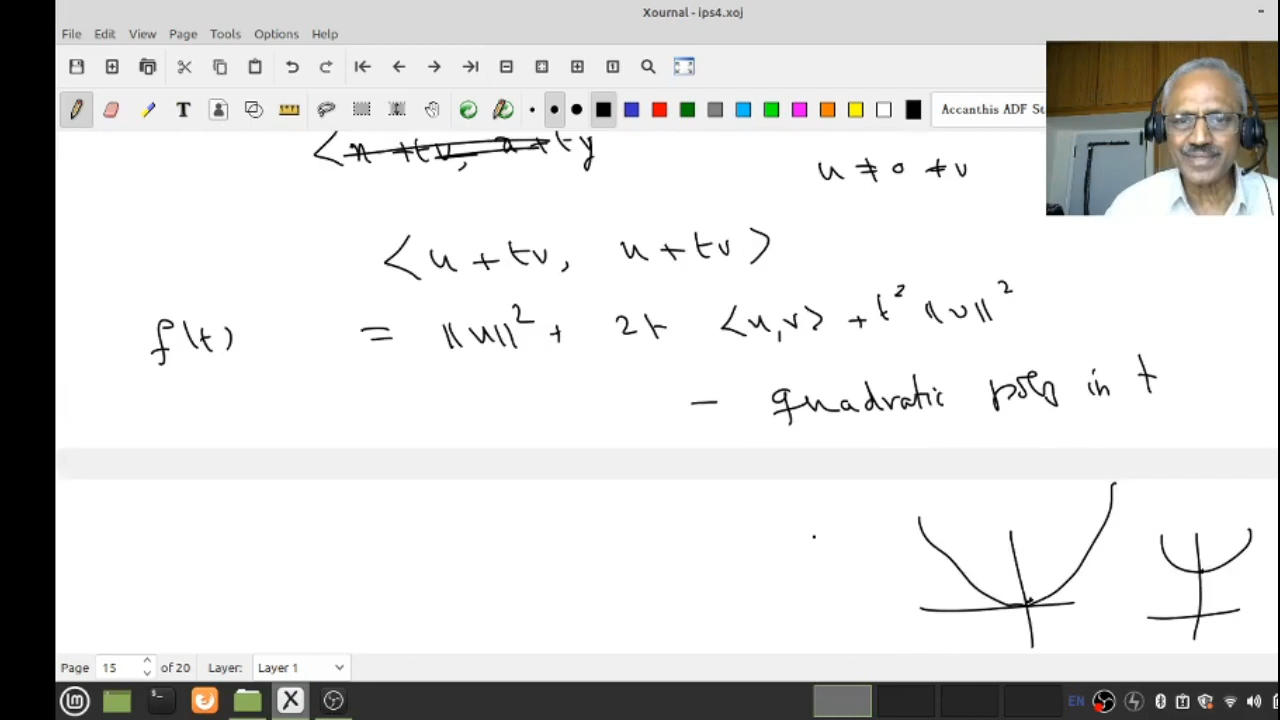 Xournal - ips4.xoj
File Edit View Page Tools Options Help
Accanthis ADF St
u ≠ 0 ≠ v
<u + tv, u + tv>
f(t) = ||u||² + 2t <u,v> + t² ||v||²
- quadratic poly in t
Page 15 of 20 Layer: Layer 1
EN